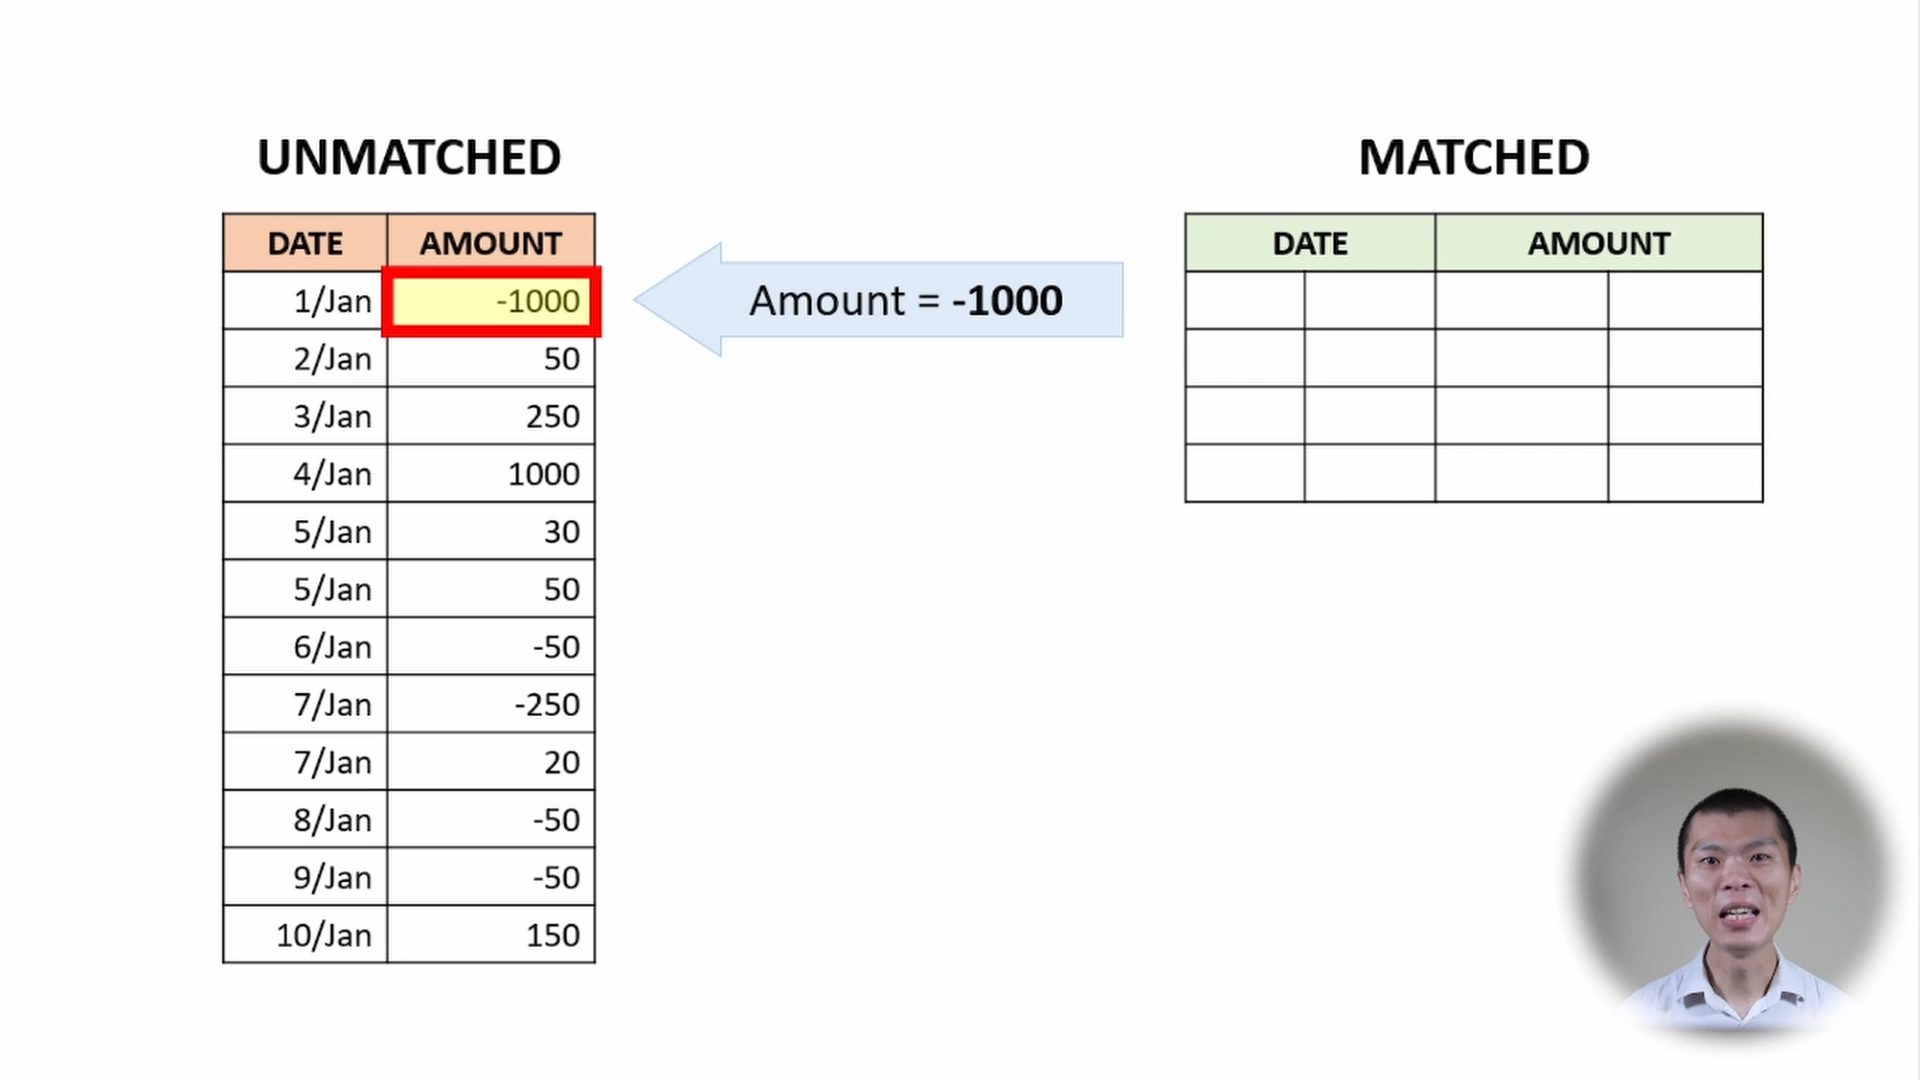 UNMATCHED
DATE AMOUNT
1/Jan -1000
2/Jan 50
3/Jan 250
4/Jan 1000
5/Jan 30
5/Jan 50
6/Jan -50
7/Jan -250
7/Jan 20
8/Jan -50
9/Jan -50
10/Jan 150
Amount = -1000
MATCHED
DATE AMOUNT